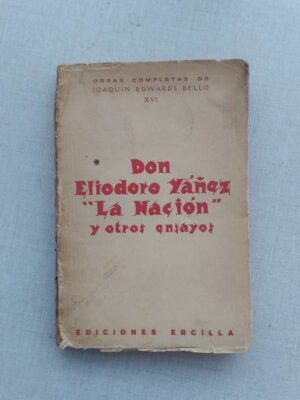 OBRAS COMPLETAS DE
JOAQUIN EDWARDS BELLO
XVI
Don
Eliodoro Yáñez
"La Nación"
y otros ensayos
EDICIONES ERCILLA